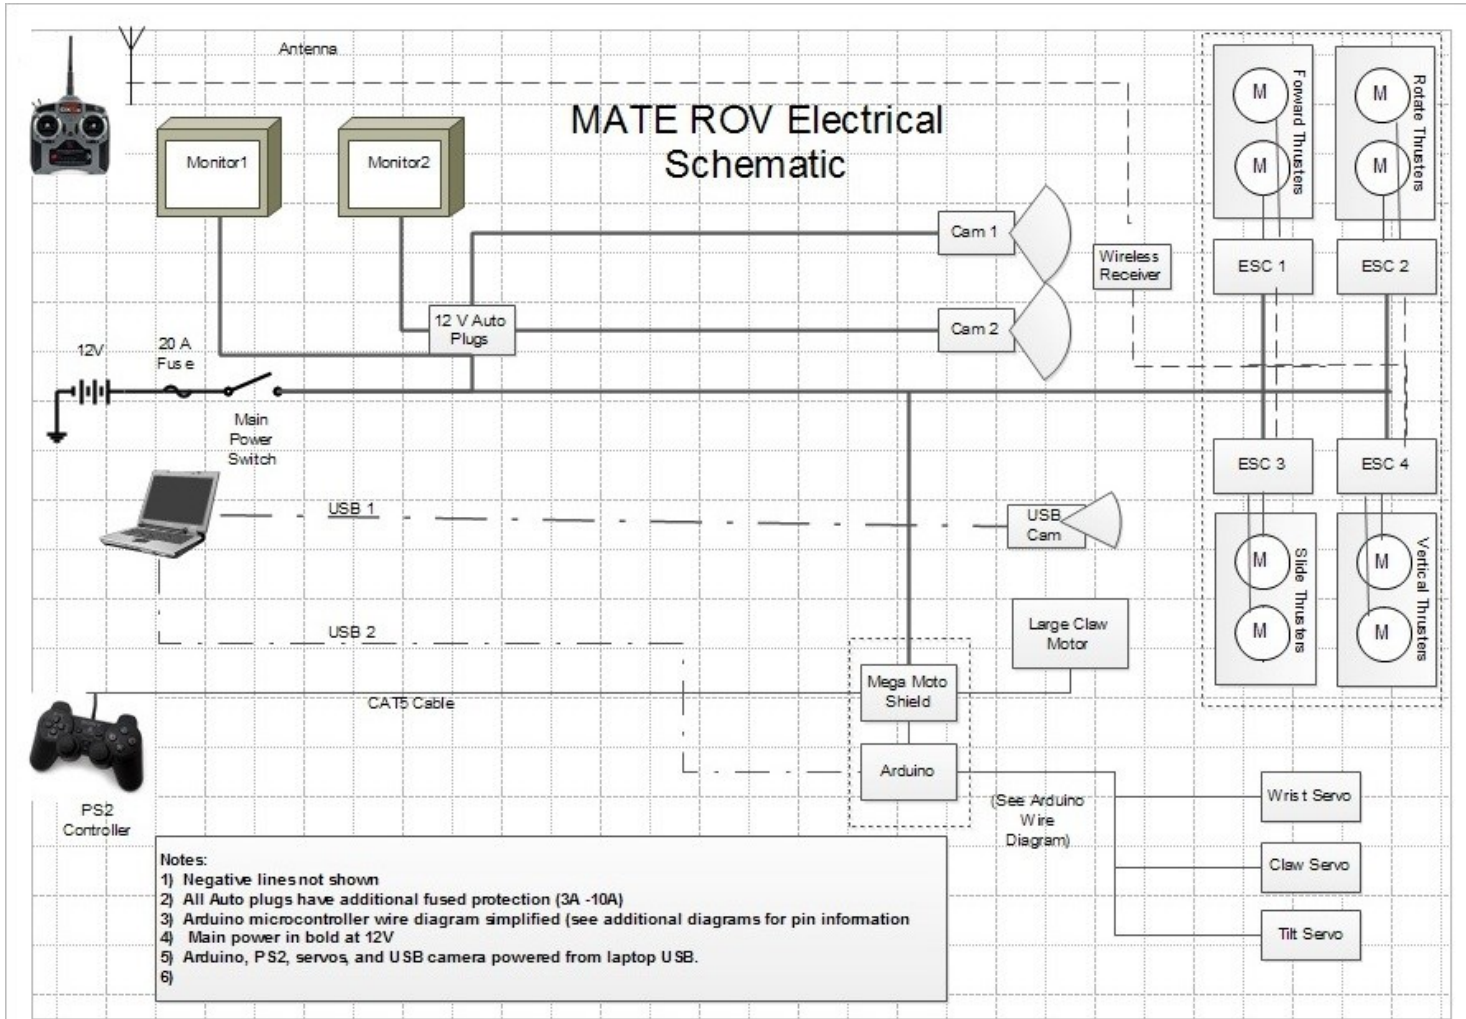 Antenna
MATE ROV Electrical
Schematic
Monitor1
Monitor2
Cam 1
Cam 2
12 V Auto
Plugs
Wireless
Receiver
M
M
Forward Thrusters
M
M
Rotate Thrusters
ESC 1
ESC 2
12V
20 A
Fuse
Main
Power
Switch
ESC 3
ESC 4
M
M
Slide Thrusters
M
M
Vertical Thrusters
USB 1
USB
Cam
USB 2
Large Claw
Motor
Mega Moto
Shield
CAT5 Cable
Arduino
PS2
Controller
(See Arduino
Wire
Diagram)
Wrist Servo
Claw Servo
Tilt Servo
Notes:
1) Negative lines not shown
2) All Auto plugs have additional fused protection (3A -10A)
3) Arduino microcontroller wire diagram simplified (see additional diagrams for pin information
4) Main power in bold at 12V
5) Arduino, PS2, servos, and USB camera powered from laptop USB.
6)